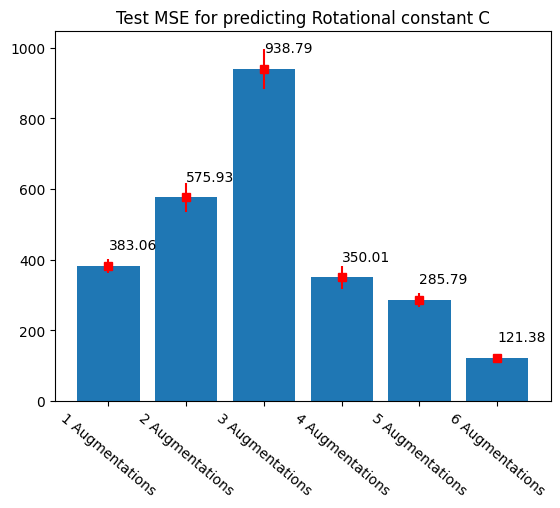 Test MSE for predicting Rotational constant C
1000
800
600
400
200
0
383.06
575.93
938.79
350.01
285.79
121.38
1 Augmentations
2 Augmentations
3 Augmentations
4 Augmentations
5 Augmentations
6 Augmentations